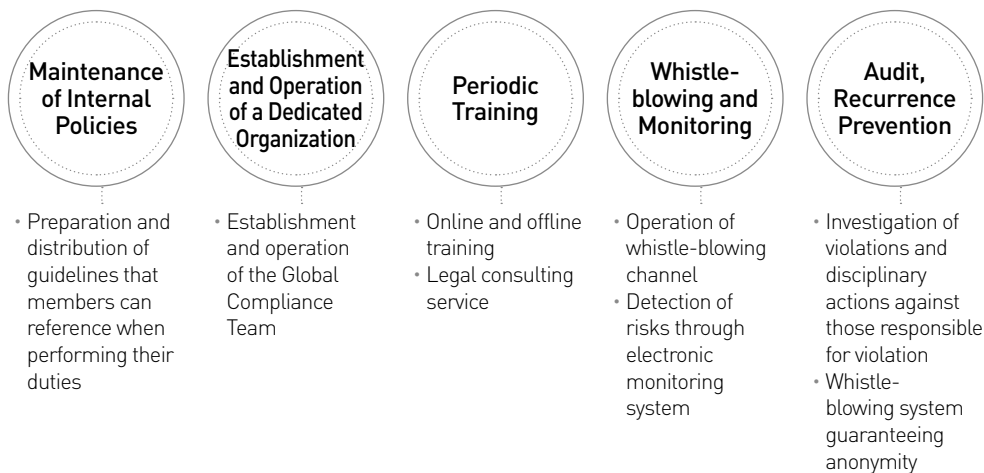 Maintenance
of Internal
Policies
• Preparation and
distribution of
guidelines that
members can
reference when
performing their
duties
Establishment
and Operation
of a Dedicated
Organization
• Establishment
and operation
of the Global
Compliance
Team
Periodic
Training
• Online and offline
training
• Legal consulting
service
Whistle-
blowing and
Monitoring
• Operation of
whistle-blowing
channel
• Detection of
risks through
electronic
monitoring
system
Audit,
Recurrence
Prevention
• Investigation of
violations and
disciplinary
actions against
those responsible
for violation
• Whistle-
blowing system
guaranteeing
anonymity